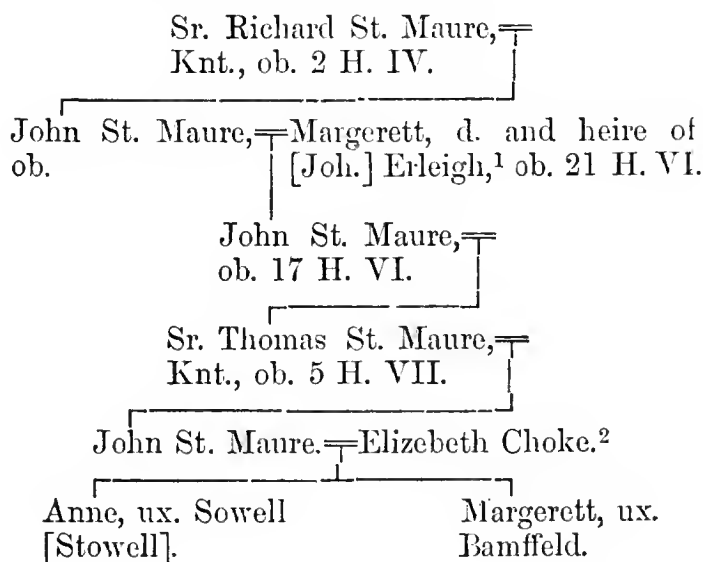 Sr. Richard St. Maure,
Knt., ob. 2 H. IV.
John St. Maure, Margerett, d. and heire of
ob. [Joh.] Erleigh,¹ ob. 21 H. VI.
John St. Maure,
ob. 17 H. VI.
Sr. Thomas St. Maure,
Knt., ob. 5 H. VII.
John St. Maure. Elizebeth Choke.²
Anne, ux. Sowell Margerett, ux.
[Stowell]. Bamffeld.